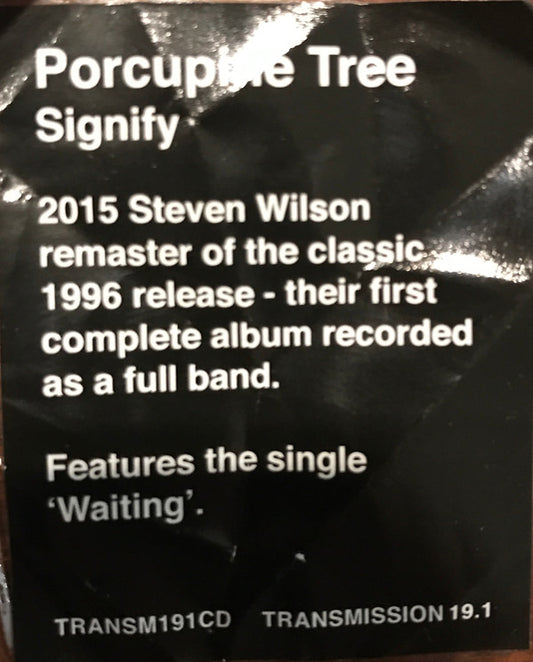 Porcupine Tree
Signify
2015 Steven Wilson
remaster of the classic
1996 release - their first
complete album recorded
as a full band.
Features the single
‘Waiting’.
TRANSM191CD TRANSMISSION 19.1